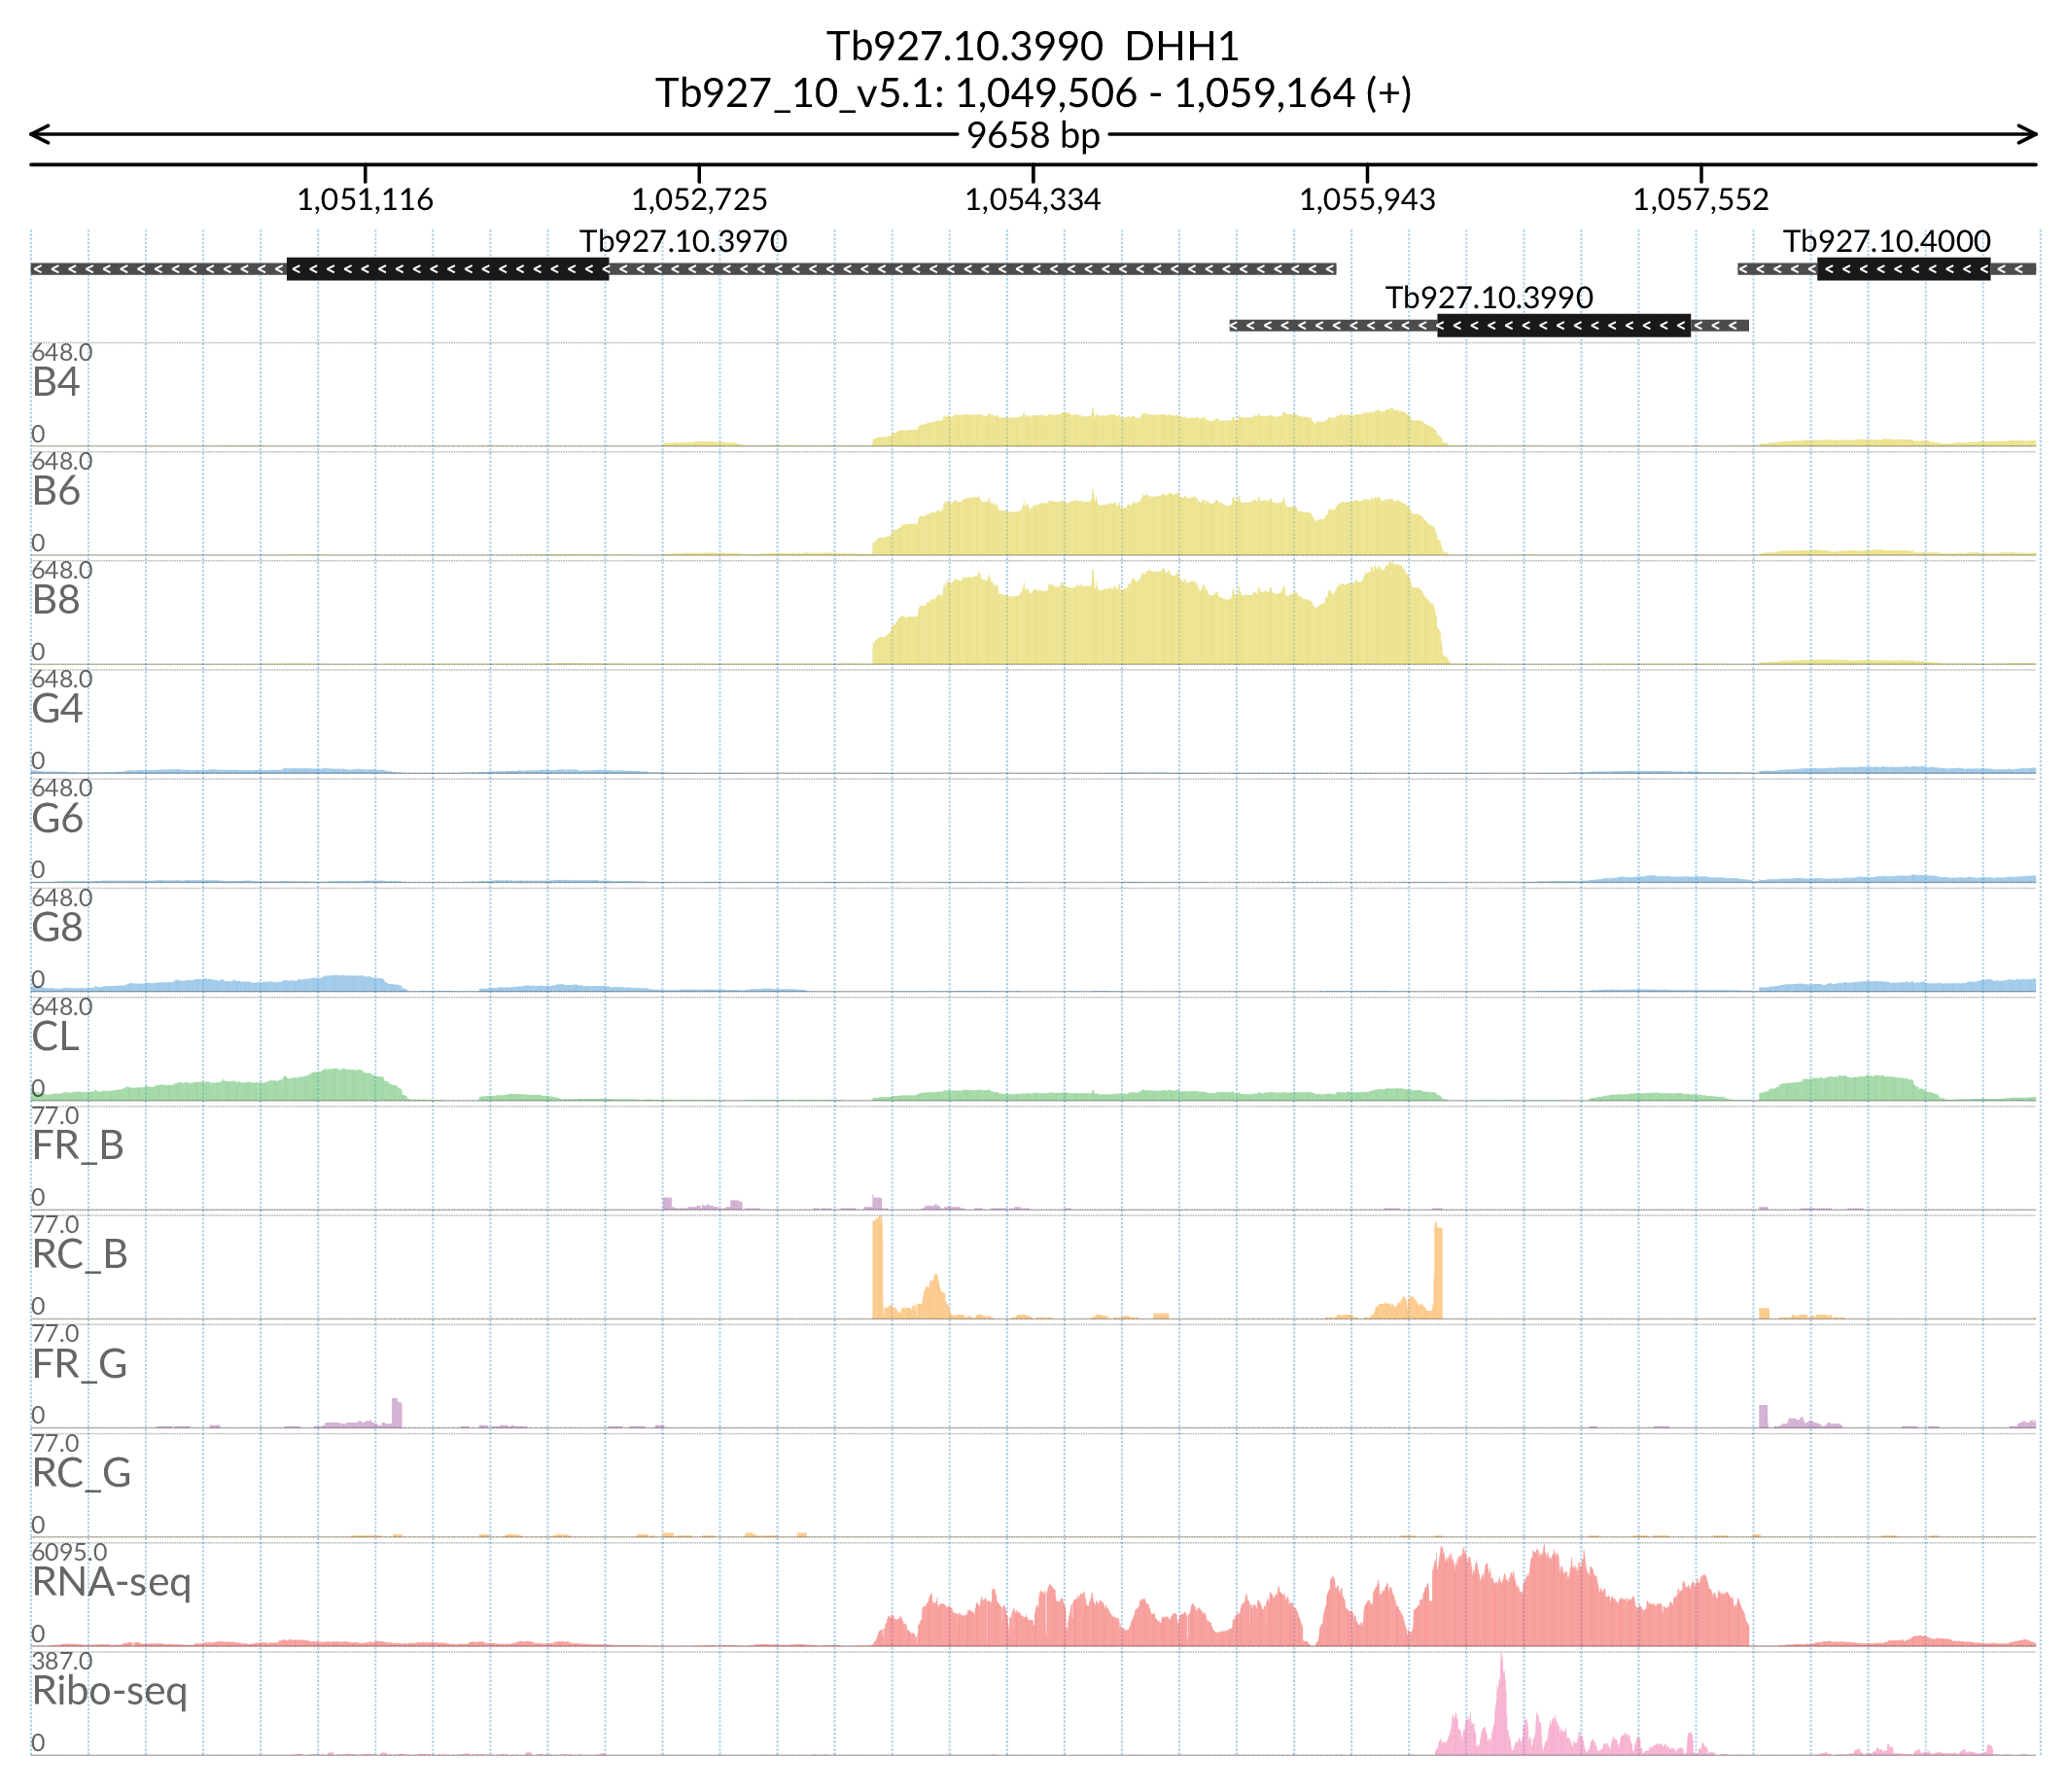 Tb927.10.3990  DHH1
Tb927_10_v5.1: 1,049,506 - 1,059,164 (+)
9658 bp
1,051,116 1,052,725 1,054,334 1,055,943 1,057,552
Tb927.10.3970 Tb927.10.4000
Tb927.10.3990
648.0
B4
0
648.0
B6
0
648.0
B8
0
648.0
G4
0
648.0
G6
0
648.0
G8
0
648.0
CL
0
77.0
FR_B
0
77.0
RC_B
0
77.0
FR_G
0
77.0
RC_G
0
6095.0
RNA-seq
0
387.0
Ribo-seq
0